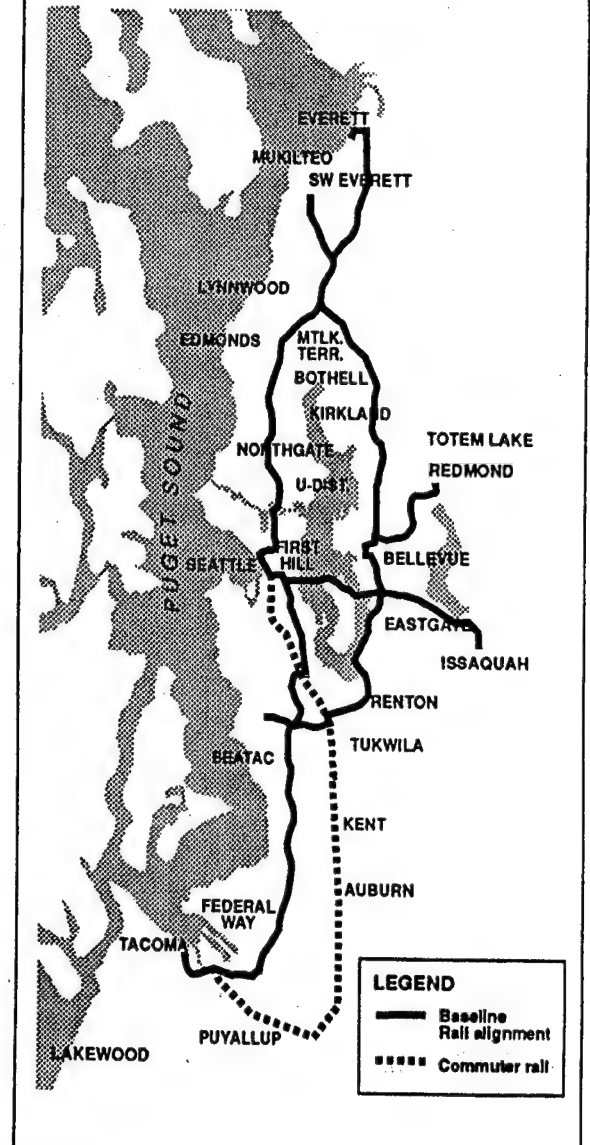 EVERETT
MUKILTEO
SW EVERETT
LYNNWOOD
EDMONDS
MTLK.
TERR.
BOTHELL
KIRKLAND
NORTHGATE
TOTEM LAKE
REDMOND
U-DIST.
PUGET SOUND
FIRST
HILL
SEATTLE
BELLEVUE
EASTGATE
ISSAQUAH
RENTON
TUKWILA
SEATAC
KENT
AUBURN
FEDERAL
WAY
TACOMA
PUYALLUP
LAKEWOOD
LEGEND
Baseline
Rail alignment
Commuter rail